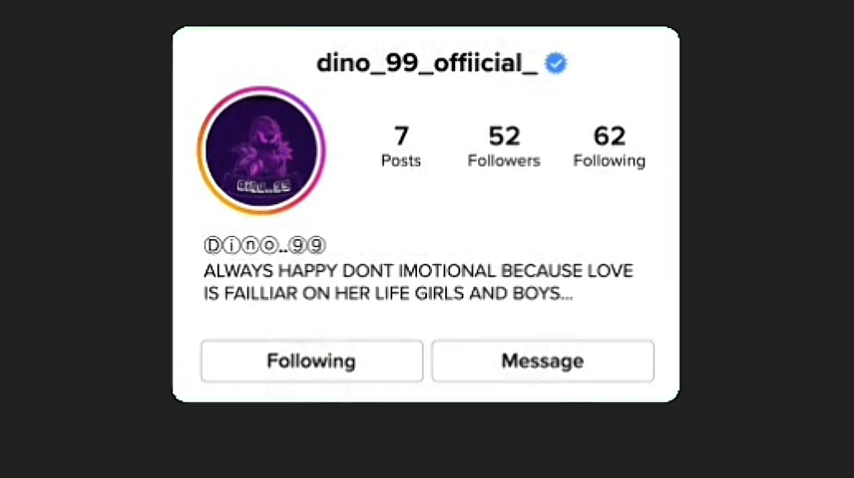 dino_99_offiicial_
7 52 62
Posts Followers Following
Dino_99
Ⓓⓘⓝⓞ..⑨⑨
ALWAYS HAPPY DONT IMOTIONAL BECAUSE LOVE
IS FAILLIAR ON HER LIFE GIRLS AND BOYS...
Following Message